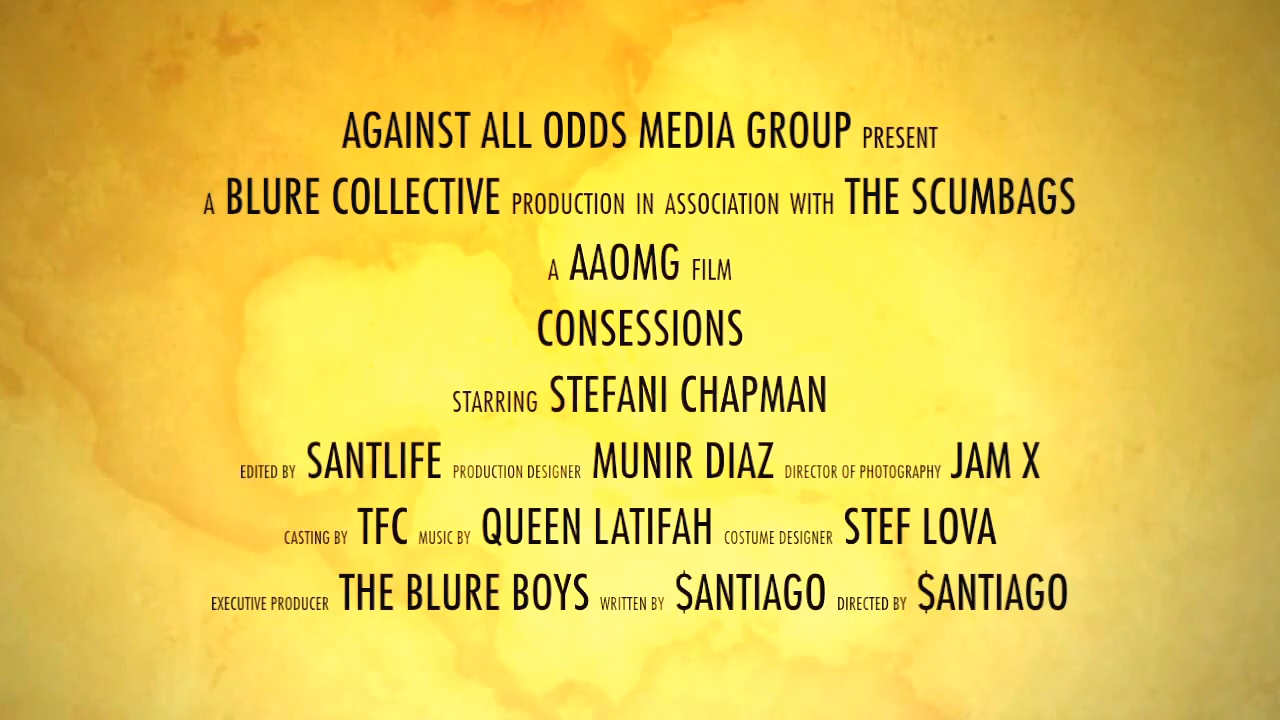 AGAINST ALL ODDS MEDIA GROUP PRESENT
A BLURE COLLECTIVE PRODUCTION IN ASSOCIATION WITH THE SCUMBAGS
A AAOMG FILM
CONSESSIONS
STARRING STEFANI CHAPMAN
EDITED BY SANTLIFE PRODUCTION DESIGNER MUNIR DIAZ DIRECTOR OF PHOTOGRAPHY JAM X
CASTING BY TFC MUSIC BY QUEEN LATIFAH COSTUME DESIGNER STEF LOVA
EXECUTIVE PRODUCER THE BLURE BOYS WRITTEN BY $ANTIAGO DIRECTED BY $ANTIAGO